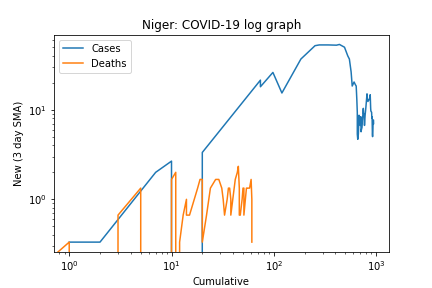 Niger: COVID-19 log graph
Cases
Deaths
New (3 day SMA)
10¹
10⁰
10⁰ 10¹ 10² 10³
Cumulative